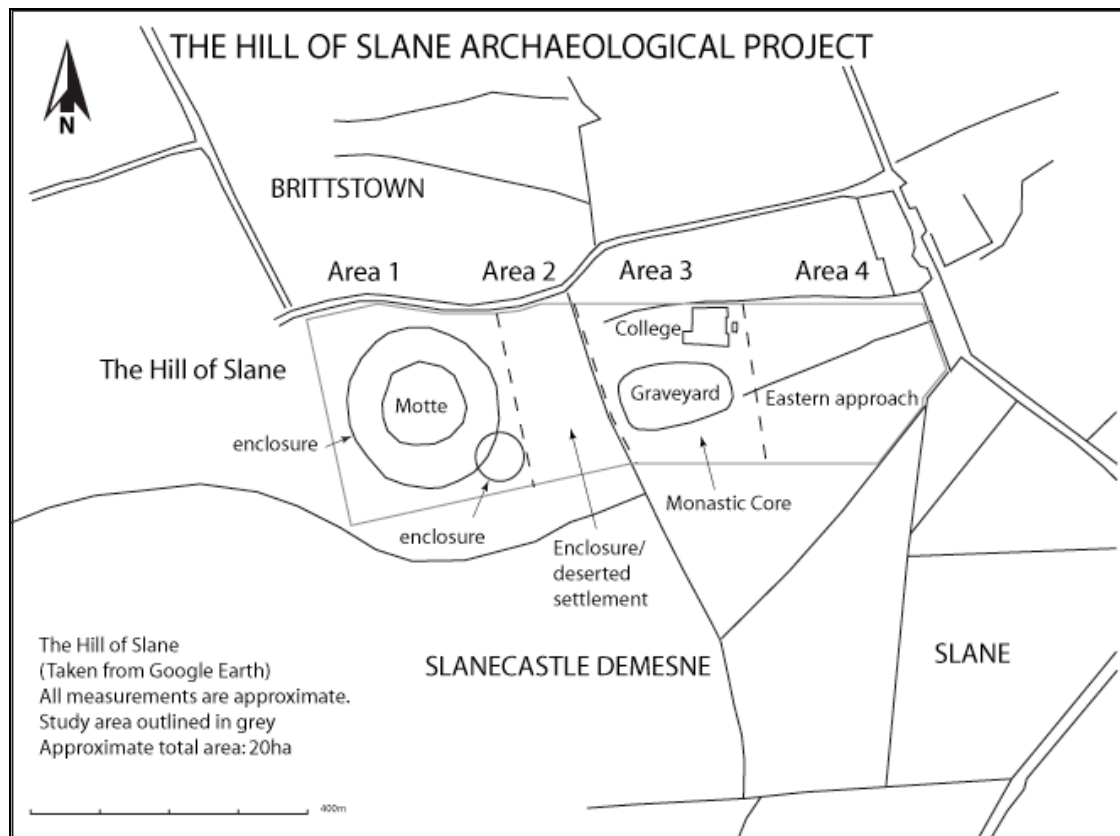 THE HILL OF SLANE ARCHAEOLOGICAL PROJECT
N
BRITTSTOWN
Area 1
Area 2
Area 3
Area 4
College
The Hill of Slane
Motte
Graveyard
Eastern approach
enclosure
Monastic Core
enclosure
Enclosure/
deserted
settlement
The Hill of Slane
(Taken from Google Earth)
All measurements are approximate.
Study area outlined in grey
Approximate total area: 20ha
SLANECASTLE DEMESNE
SLANE
400m